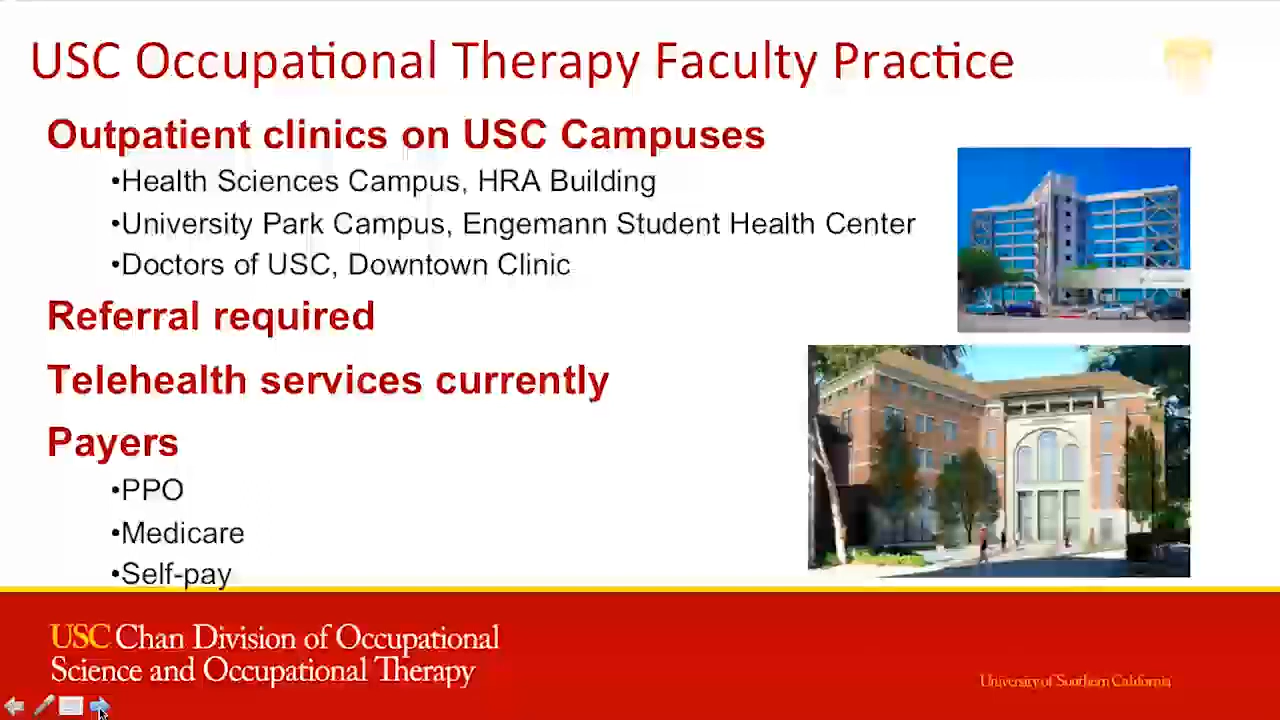 USC Occupational Therapy Faculty Practice
Outpatient clinics on USC Campuses
•Health Sciences Campus, HRA Building
•University Park Campus, Engemann Student Health Center
•Doctors of USC, Downtown Clinic
Referral required
Telehealth services currently
Payers
•PPO
•Medicare
•Self-pay
USC Chan Division of Occupational
Science and Occupational Therapy
University of Southern California